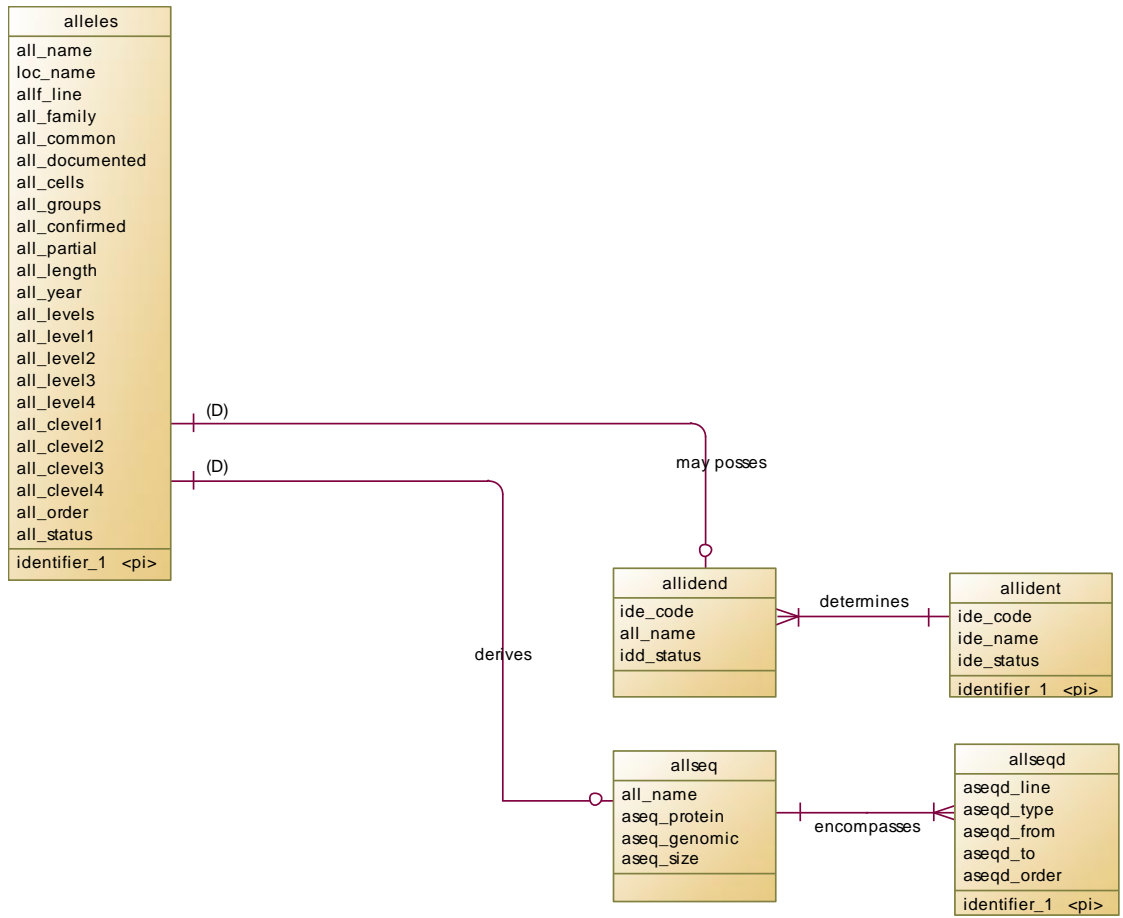 alleles
all_name
loc_name
allf_line
all_family
all_common
all_documented
all_cells
all_groups
all_confirmed
all_partial
all_length
all_year
all_levels
all_level1
all_level2
all_level3
all_level4
all_clevel1
all_clevel2
all_clevel3
all_clevel4
all_order
all_status
identifier_1 <pi>
(D)
(D)
may posses
derives
allidend
ide_code
all_name
idd_status
determines
allident
ide_code
ide_name
ide_status
identifier_1 <pi>
allseq
all_name
aseq_protein
aseq_genomic
aseq_size
encompasses
allseqd
aseqd_line
aseqd_type
aseqd_from
aseqd_to
aseqd_order
identifier_1 <pi>